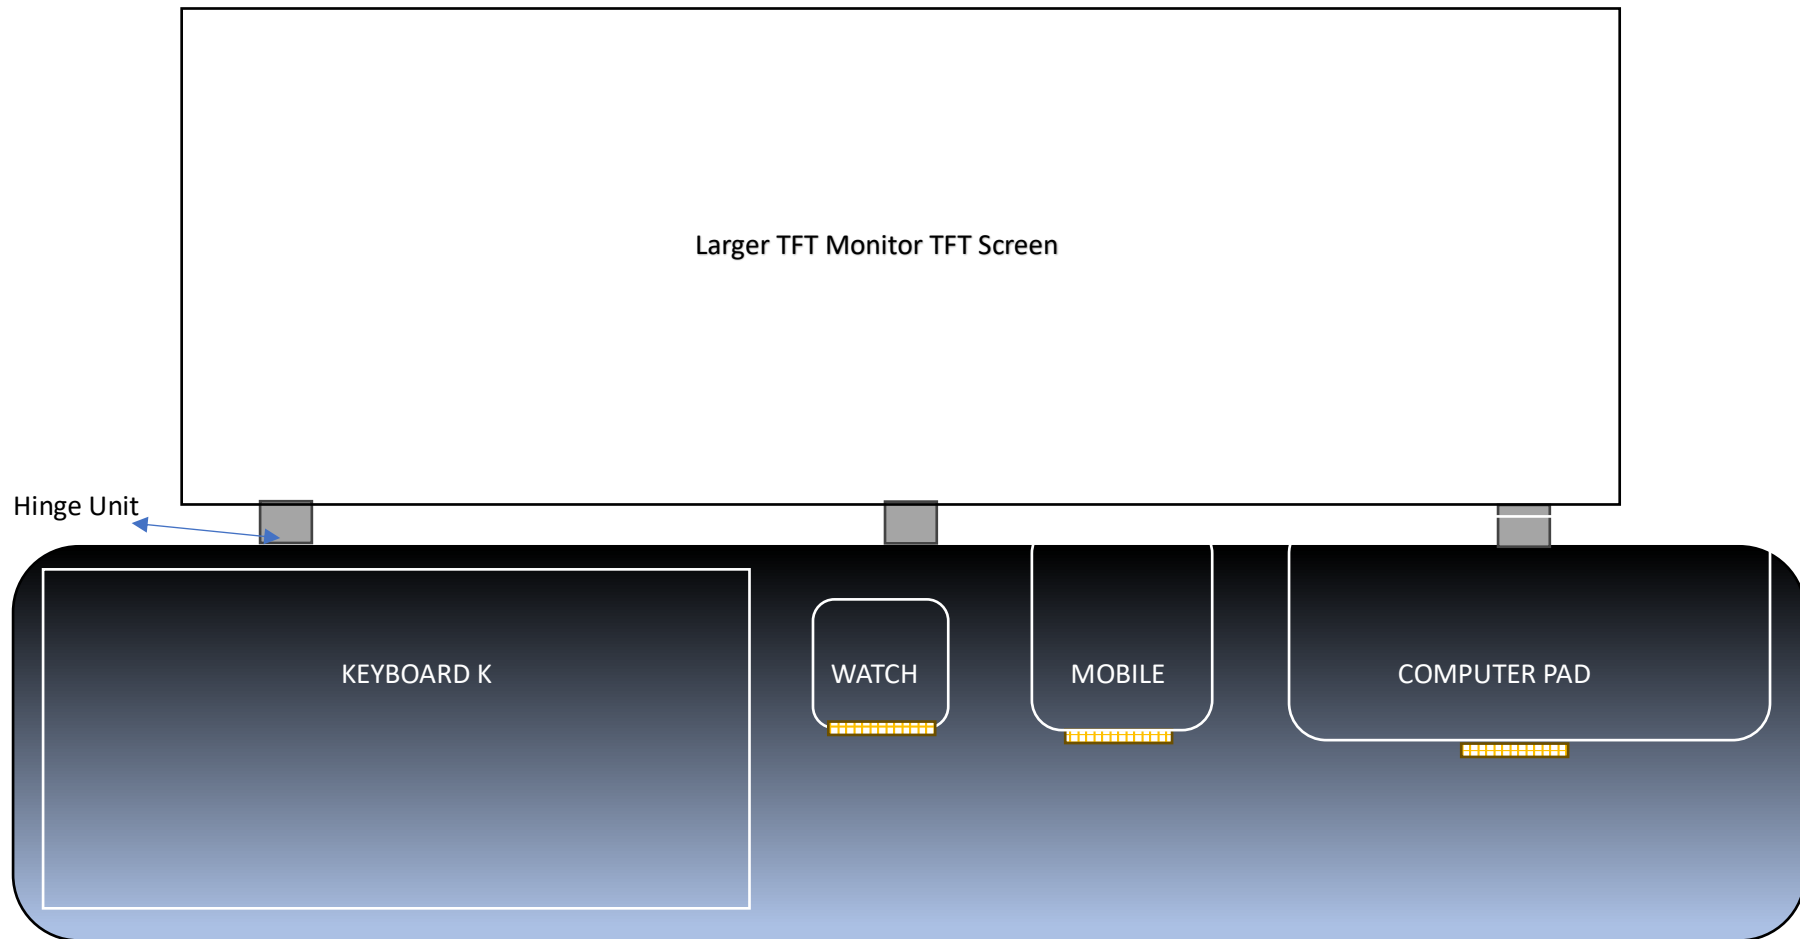 Larger TFT Monitor TFT Screen
Hinge Unit
KEYBOARD K
WATCH
MOBILE
COMPUTER PAD